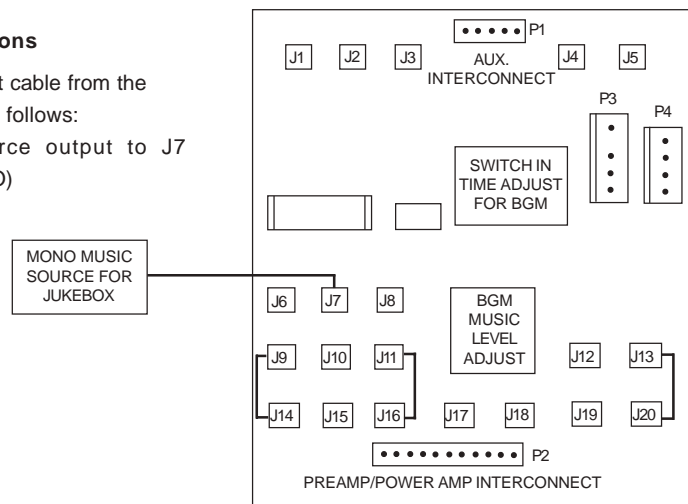 ons
t cable from the
follows:
rce output to J7
O)
P1
J1 J2 J3 AUX. J4 J5
INTERCONNECT
P3
P4
SWITCH IN
TIME ADJUST
FOR BGM
MONO MUSIC
SOURCE FOR
JUKEBOX
J6 J7 J8
BGM
MUSIC
LEVEL
ADJUST
J9 J10 J11 J12 J13
J14 J15 J16 J17 J18 J19 J20
P2
PREAMP/POWER AMP INTERCONNECT